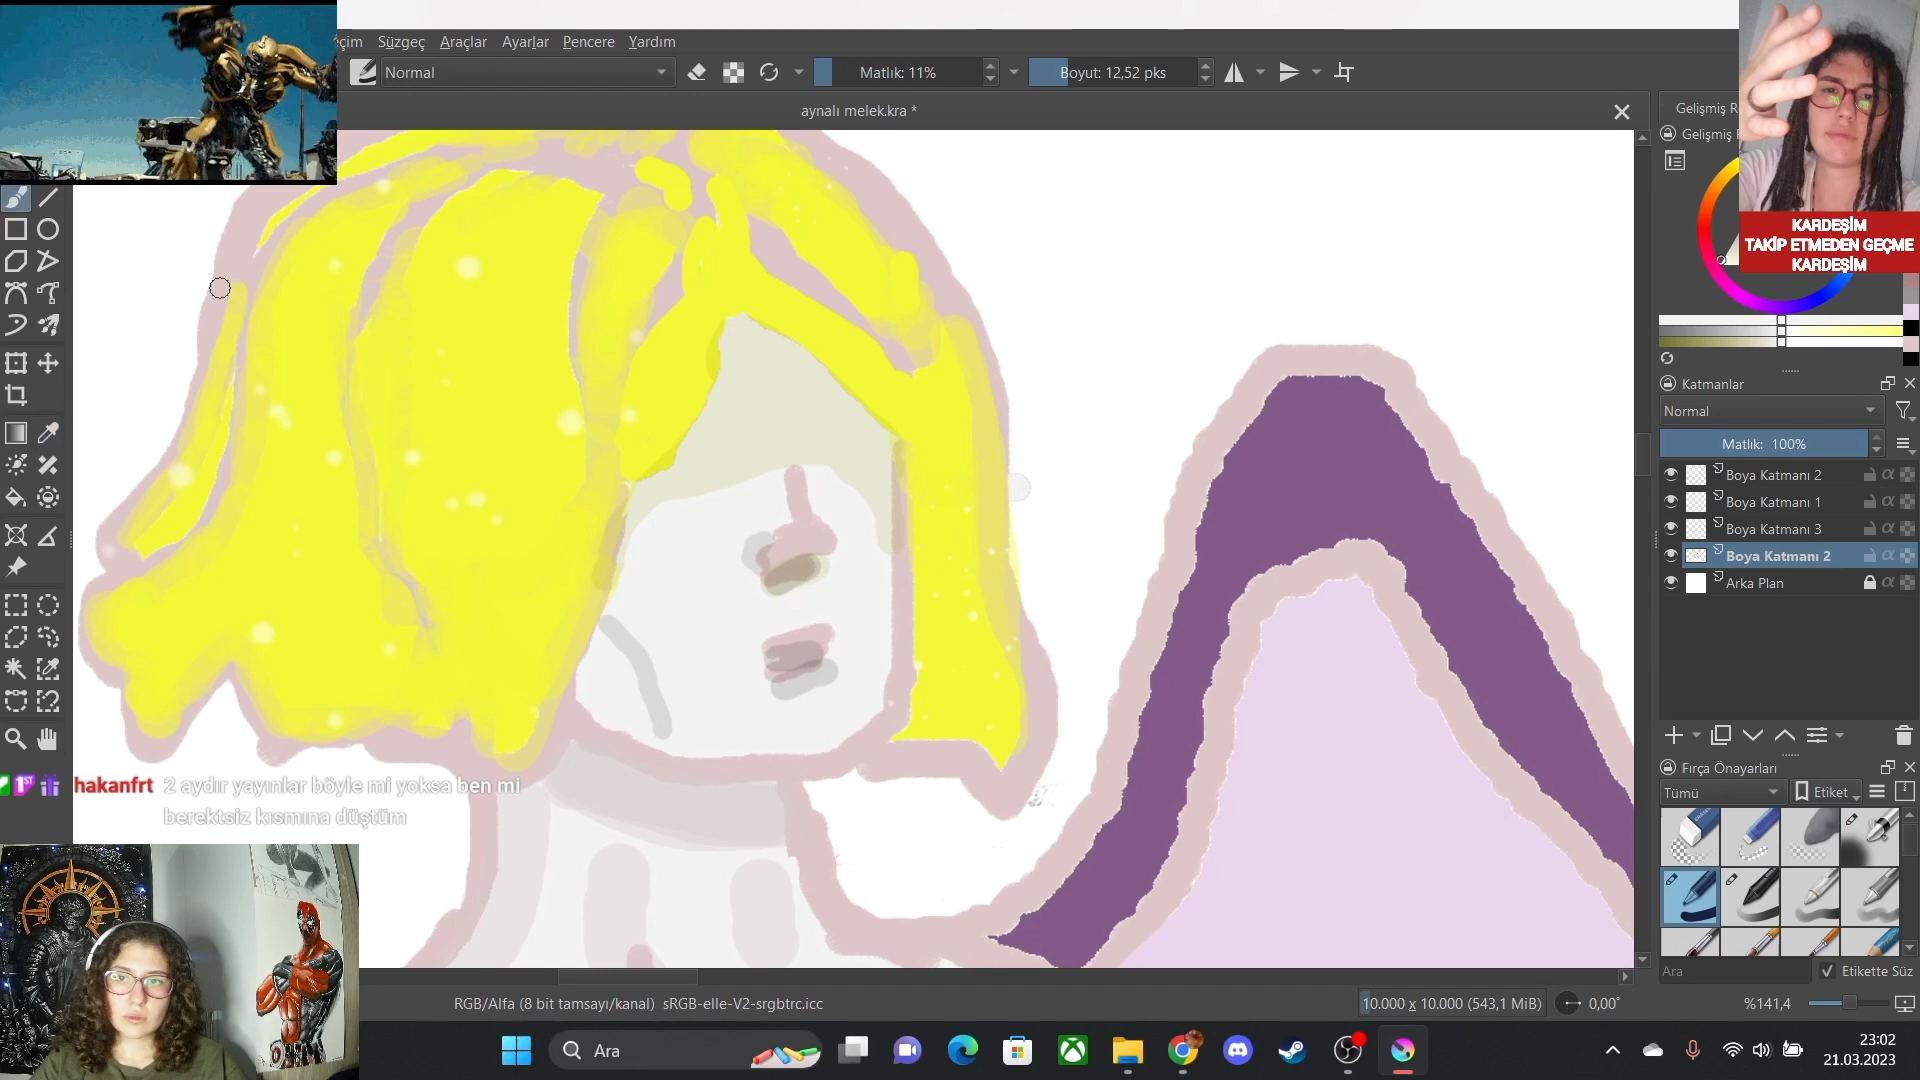 çim Süzgeç Araçlar Ayarlar Pencere Yardım
Normal
Matlık: 11%
Boyut: 12,52 pks
aynalı melek.kra *
Gelişmiş R
Gelişmiş
KARDEŞİM
TAKİP ETMEDEN GEÇME
KARDEŞİM
Katmanlar
Normal
Matlık: 100%
Boya Katmanı 2
Boya Katmanı 1
Boya Katmanı 3
Boya Katmanı 2
Arka Plan
Fırça Önayarları
Tümü
Etiket
Ara
Etikette Süz
1ST
hakanfrt 2 aydır yayınlar böyle mi yoksa ben mi
berektsiz kısmına düştüm
RGB/Alfa (8 bit tamsayı/kanal) sRGB-elle-V2-srgbtrc.icc
10.000 x 10.000 (543,1 MiB)
0,00°
%141,4
Ara
23:02
21.03.2023